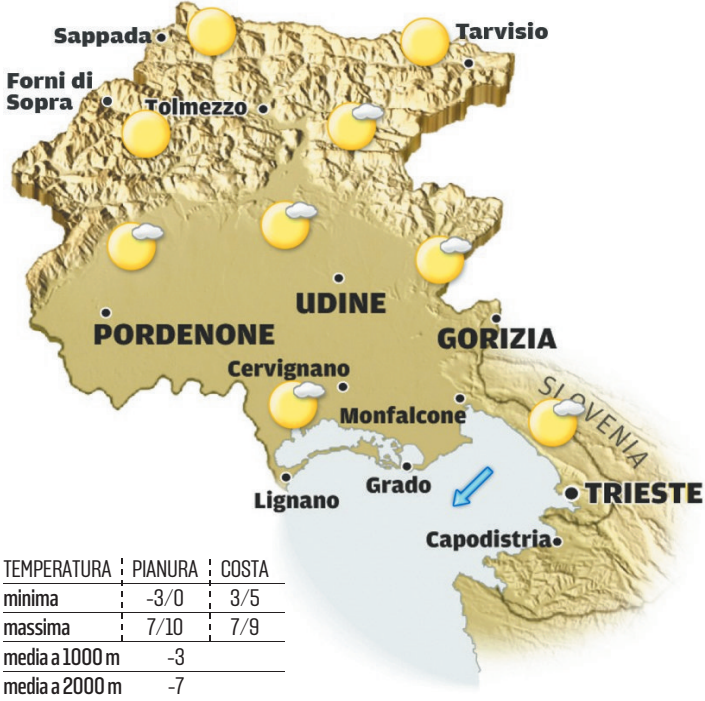 Sappada
Tarvisio
Forni di
Sopra
Tolmezzo
UDINE
PORDENONE
GORIZIA
Cervignano
SLOVENIA
Monfalcone
Grado
Lignano
TRIESTE
Capodistria
TEMPERATURA PIANURA COSTA
minima -3/0 3/5
massima 7/10 7/9
media a 1000 m -3
media a 2000 m -7